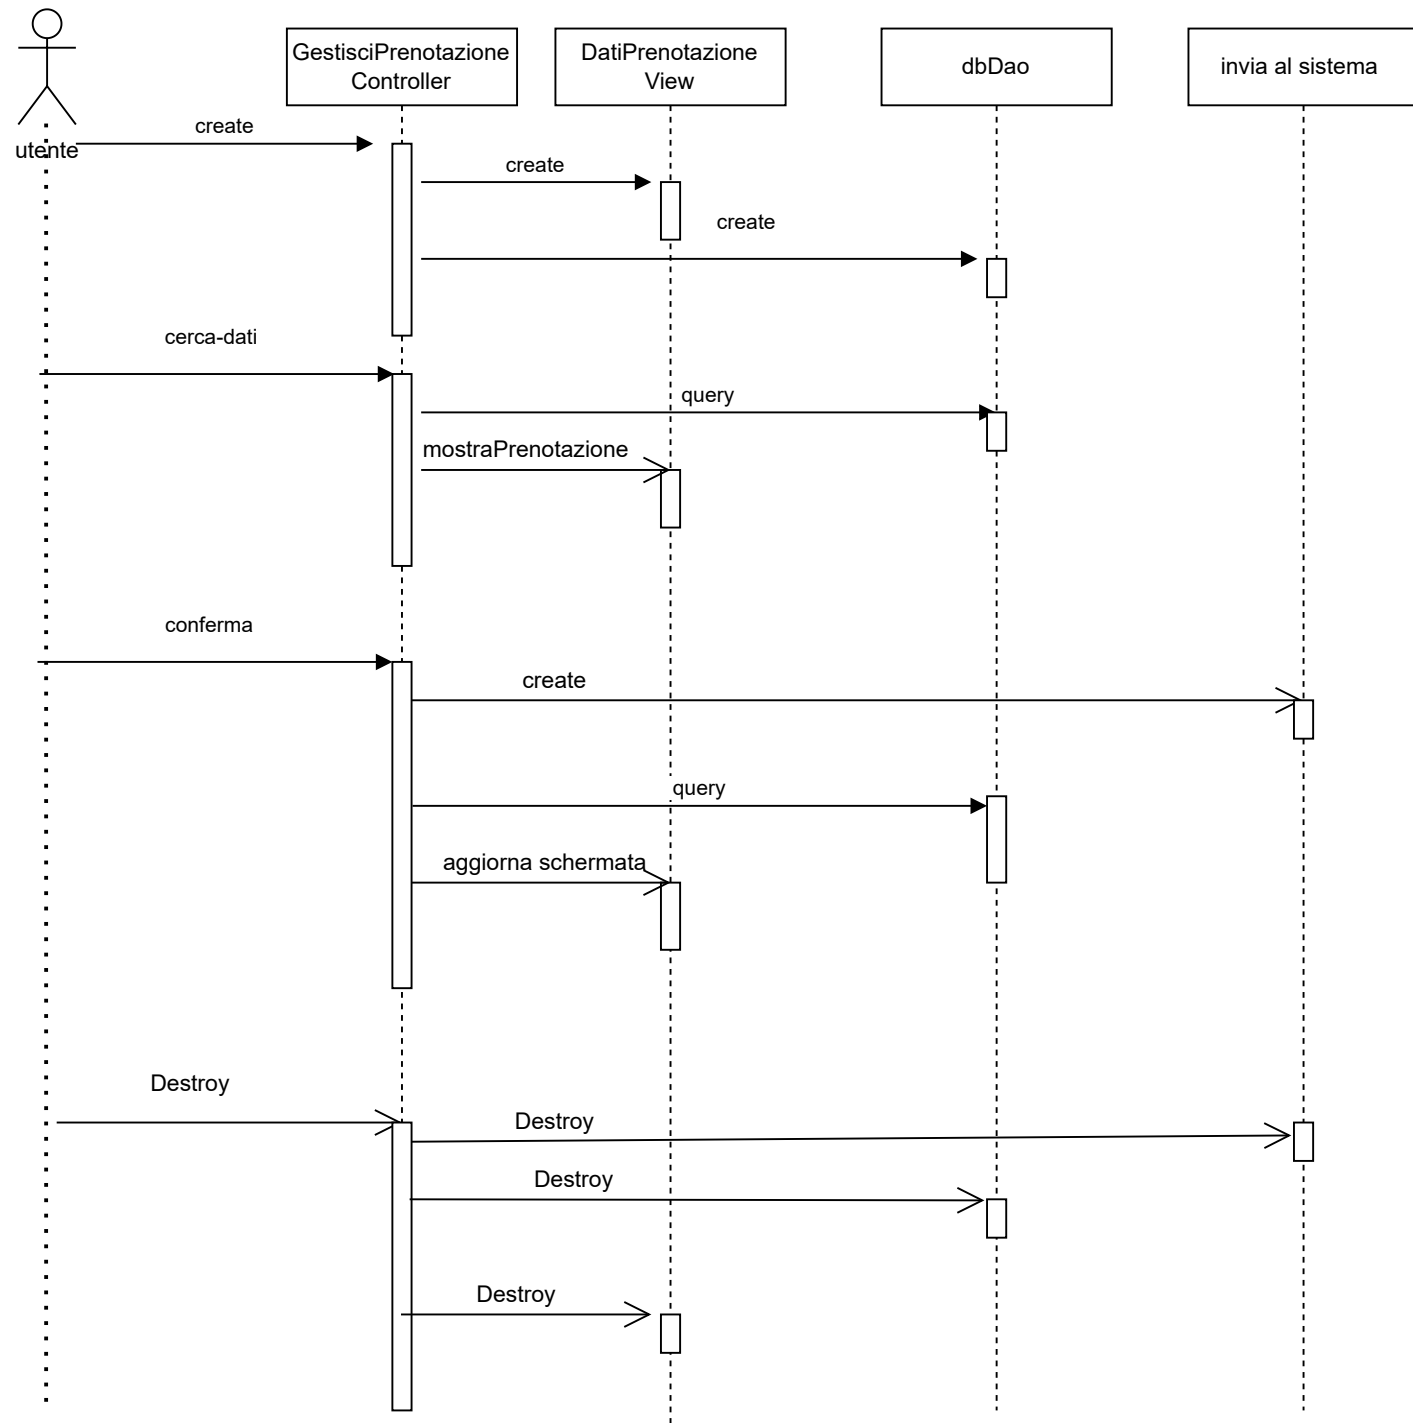 GestisciPrenotazione
Controller
DatiPrenotazione
View
dbDao
invia al sistema
utente
create
create
create
cerca-dati
query
mostraPrenotazione
conferma
create
query
aggiorna schermata
Destroy
Destroy
Destroy
Destroy